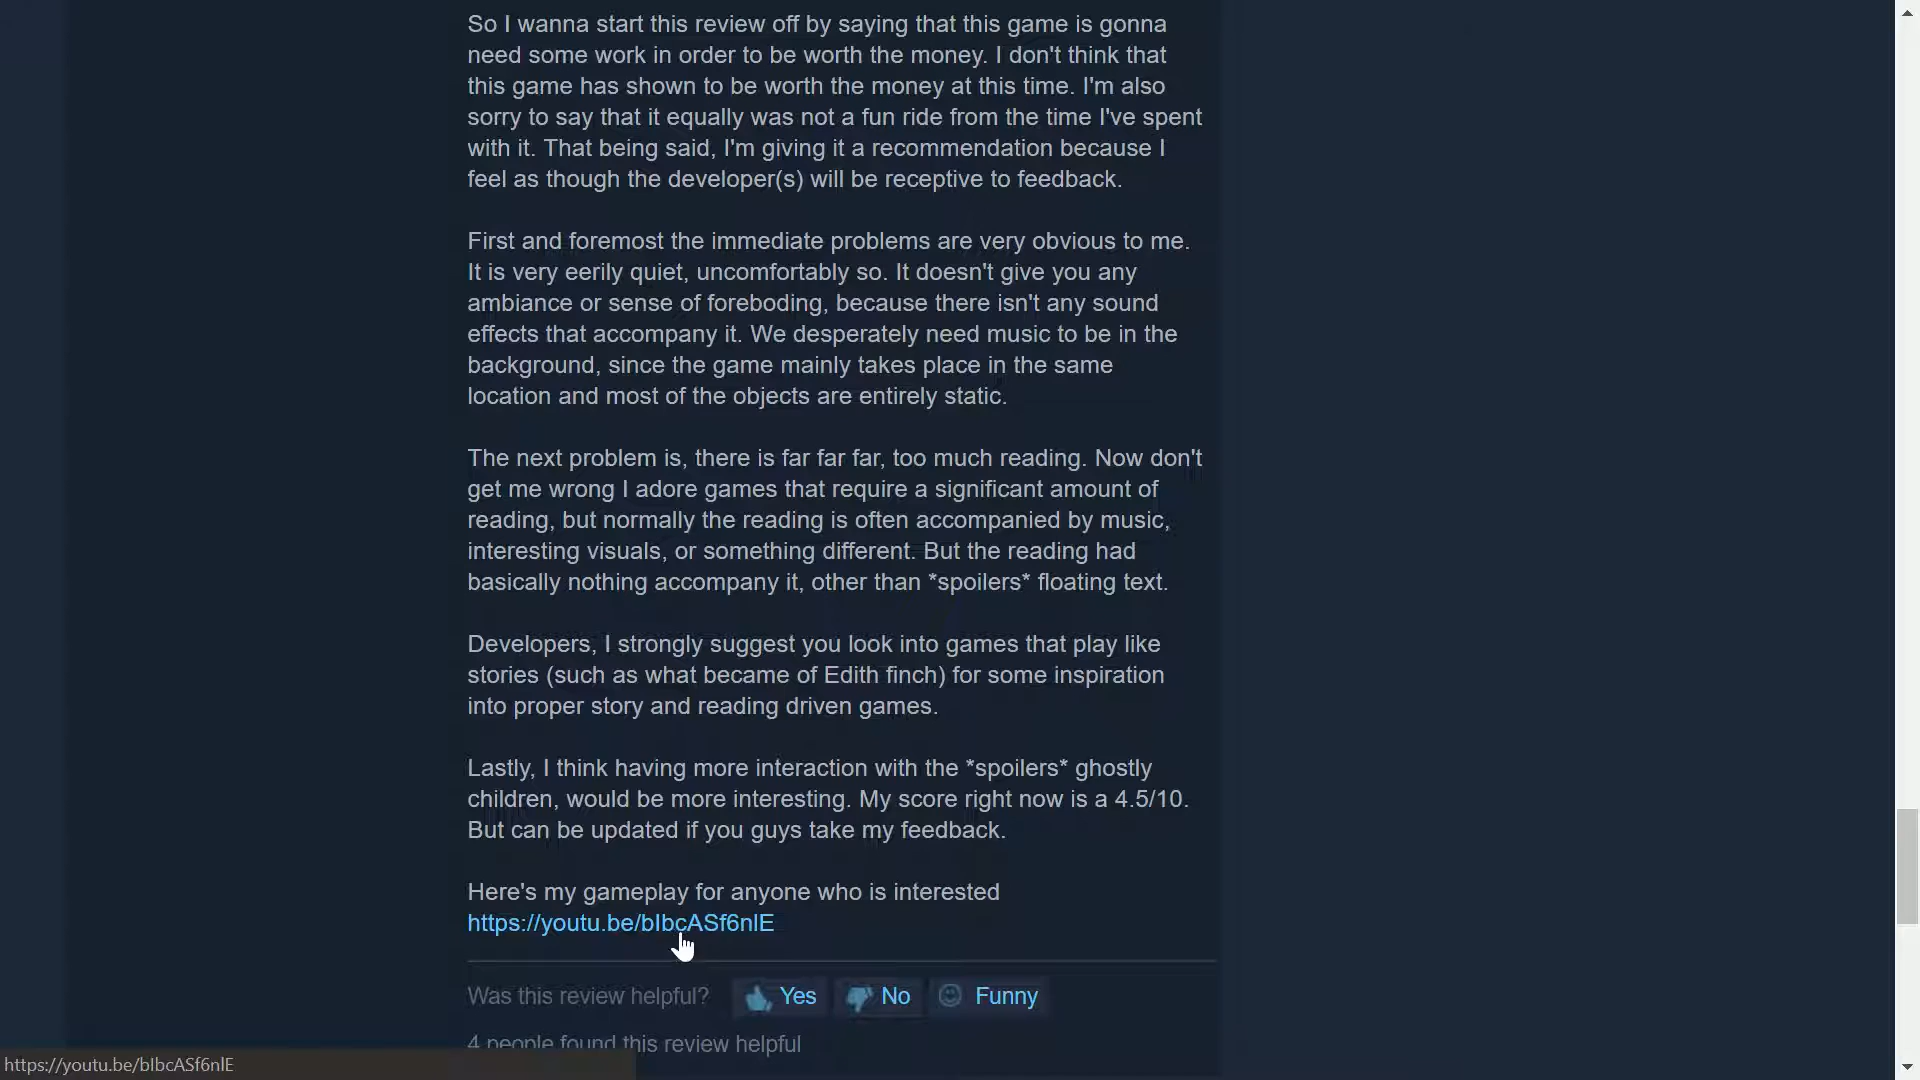 So I wanna start this review off by saying that this game is gonna
need some work in order to be worth the money. I don't think that
this game has shown to be worth the money at this time. I'm also
sorry to say that it equally was not a fun ride from the time I've spent
with it. That being said, I'm giving it a recommendation because I
feel as though the developer(s) will be receptive to feedback.
First and foremost the immediate problems are very obvious to me.
It is very eerily quiet, uncomfortably so. It doesn't give you any
ambiance or sense of foreboding, because there isn't any sound
effects that accompany it. We desperately need music to be in the
background, since the game mainly takes place in the same
location and most of the objects are entirely static.
The next problem is, there is far far far, too much reading. Now don't
get me wrong I adore games that require a significant amount of
reading, but normally the reading is often accompanied by music,
interesting visuals, or something different. But the reading had
basically nothing accompany it, other than *spoilers* floating text.
Developers, I strongly suggest you look into games that play like
stories (such as what became of Edith finch) for some inspiration
into proper story and reading driven games.
Lastly, I think having more interaction with the *spoilers* ghostly
children, would be more interesting. My score right now is a 4.5/10.
But can be updated if you guys take my feedback.
Here's my gameplay for anyone who is interested
https://youtu.be/bIbcASf6nlE
Was this review helpful? Yes No Funny
4 people found this review helpful
https://youtu.be/bIbcASf6nlE